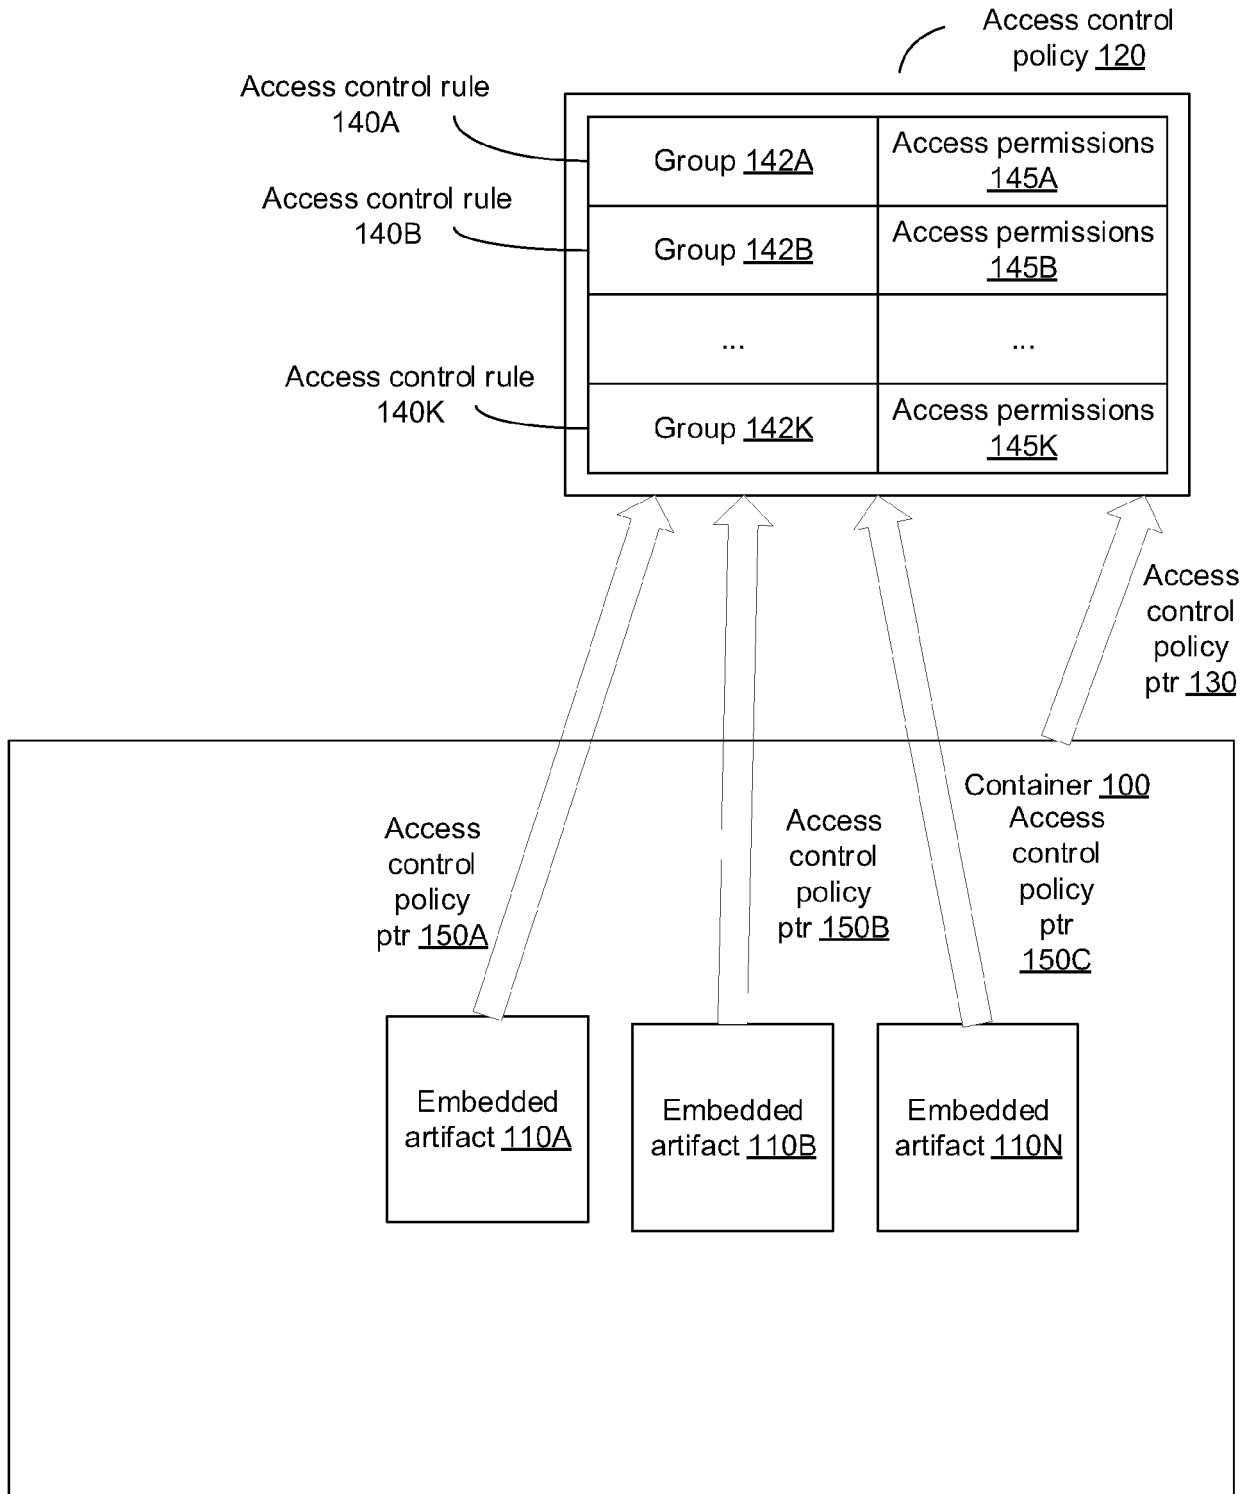 Access control
policy 120
Access control rule
140A
Group 142A
Access permissions
145A
Access control rule
140B
Group 142B
Access permissions
145B
...
...
Access control rule
140K
Group 142K
Access permissions
145K
Access
control
policy
ptr 130
Container 100
Access
control
policy
ptr 150A
Access
control
policy
ptr 150B
Access
control
policy
ptr
150C
Embedded
artifact 110A
Embedded
artifact 110B
Embedded
artifact 110N